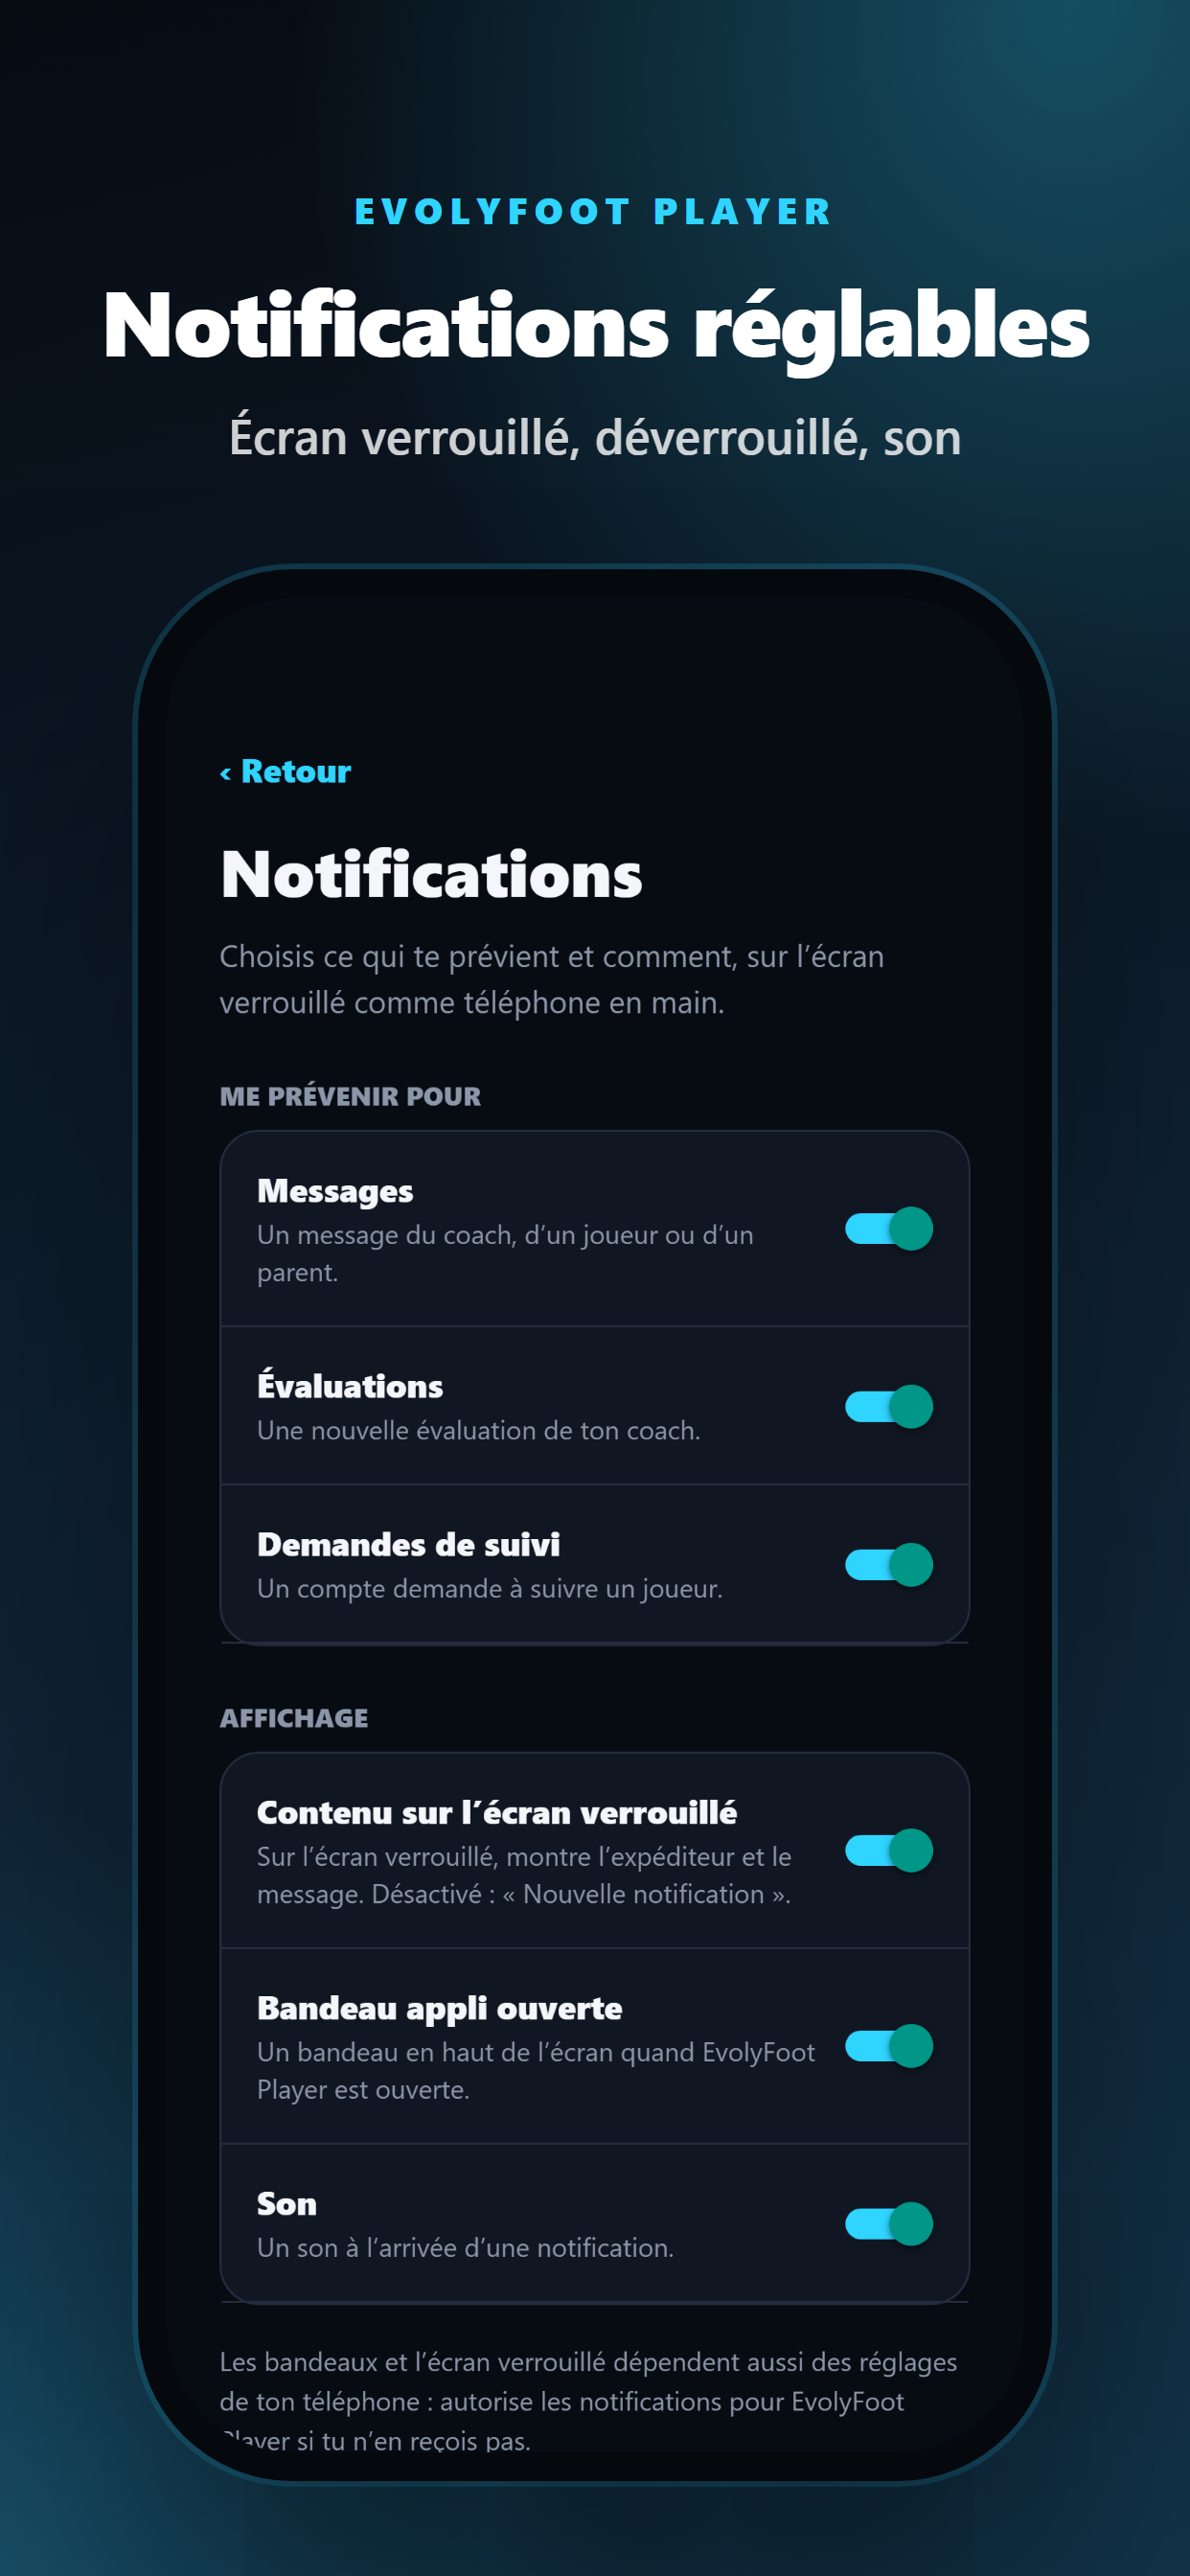 EVOLYFOOT PLAYER
Notifications réglables
Écran verrouillé, déverrouillé, son
‹ Retour
Notifications
Choisis ce qui te prévient et comment, sur l’écran
verrouillé comme téléphone en main.
ME PRÉVENIR POUR
Messages
Un message du coach, d’un joueur ou d’un
parent.
Évaluations
Une nouvelle évaluation de ton coach.
Demandes de suivi
Un compte demande à suivre un joueur.
AFFICHAGE
Contenu sur l’écran verrouillé
Sur l’écran verrouillé, montre l’expéditeur et le
message. Désactivé : « Nouvelle notification ».
Bandeau appli ouverte
Un bandeau en haut de l’écran quand EvolyFoot
Player est ouverte.
Son
Un son à l’arrivée d’une notification.
Les bandeaux et l’écran verrouillé dépendent aussi des réglages
de ton téléphone : autorise les notifications pour EvolyFoot
Player si tu n’en reçois pas.